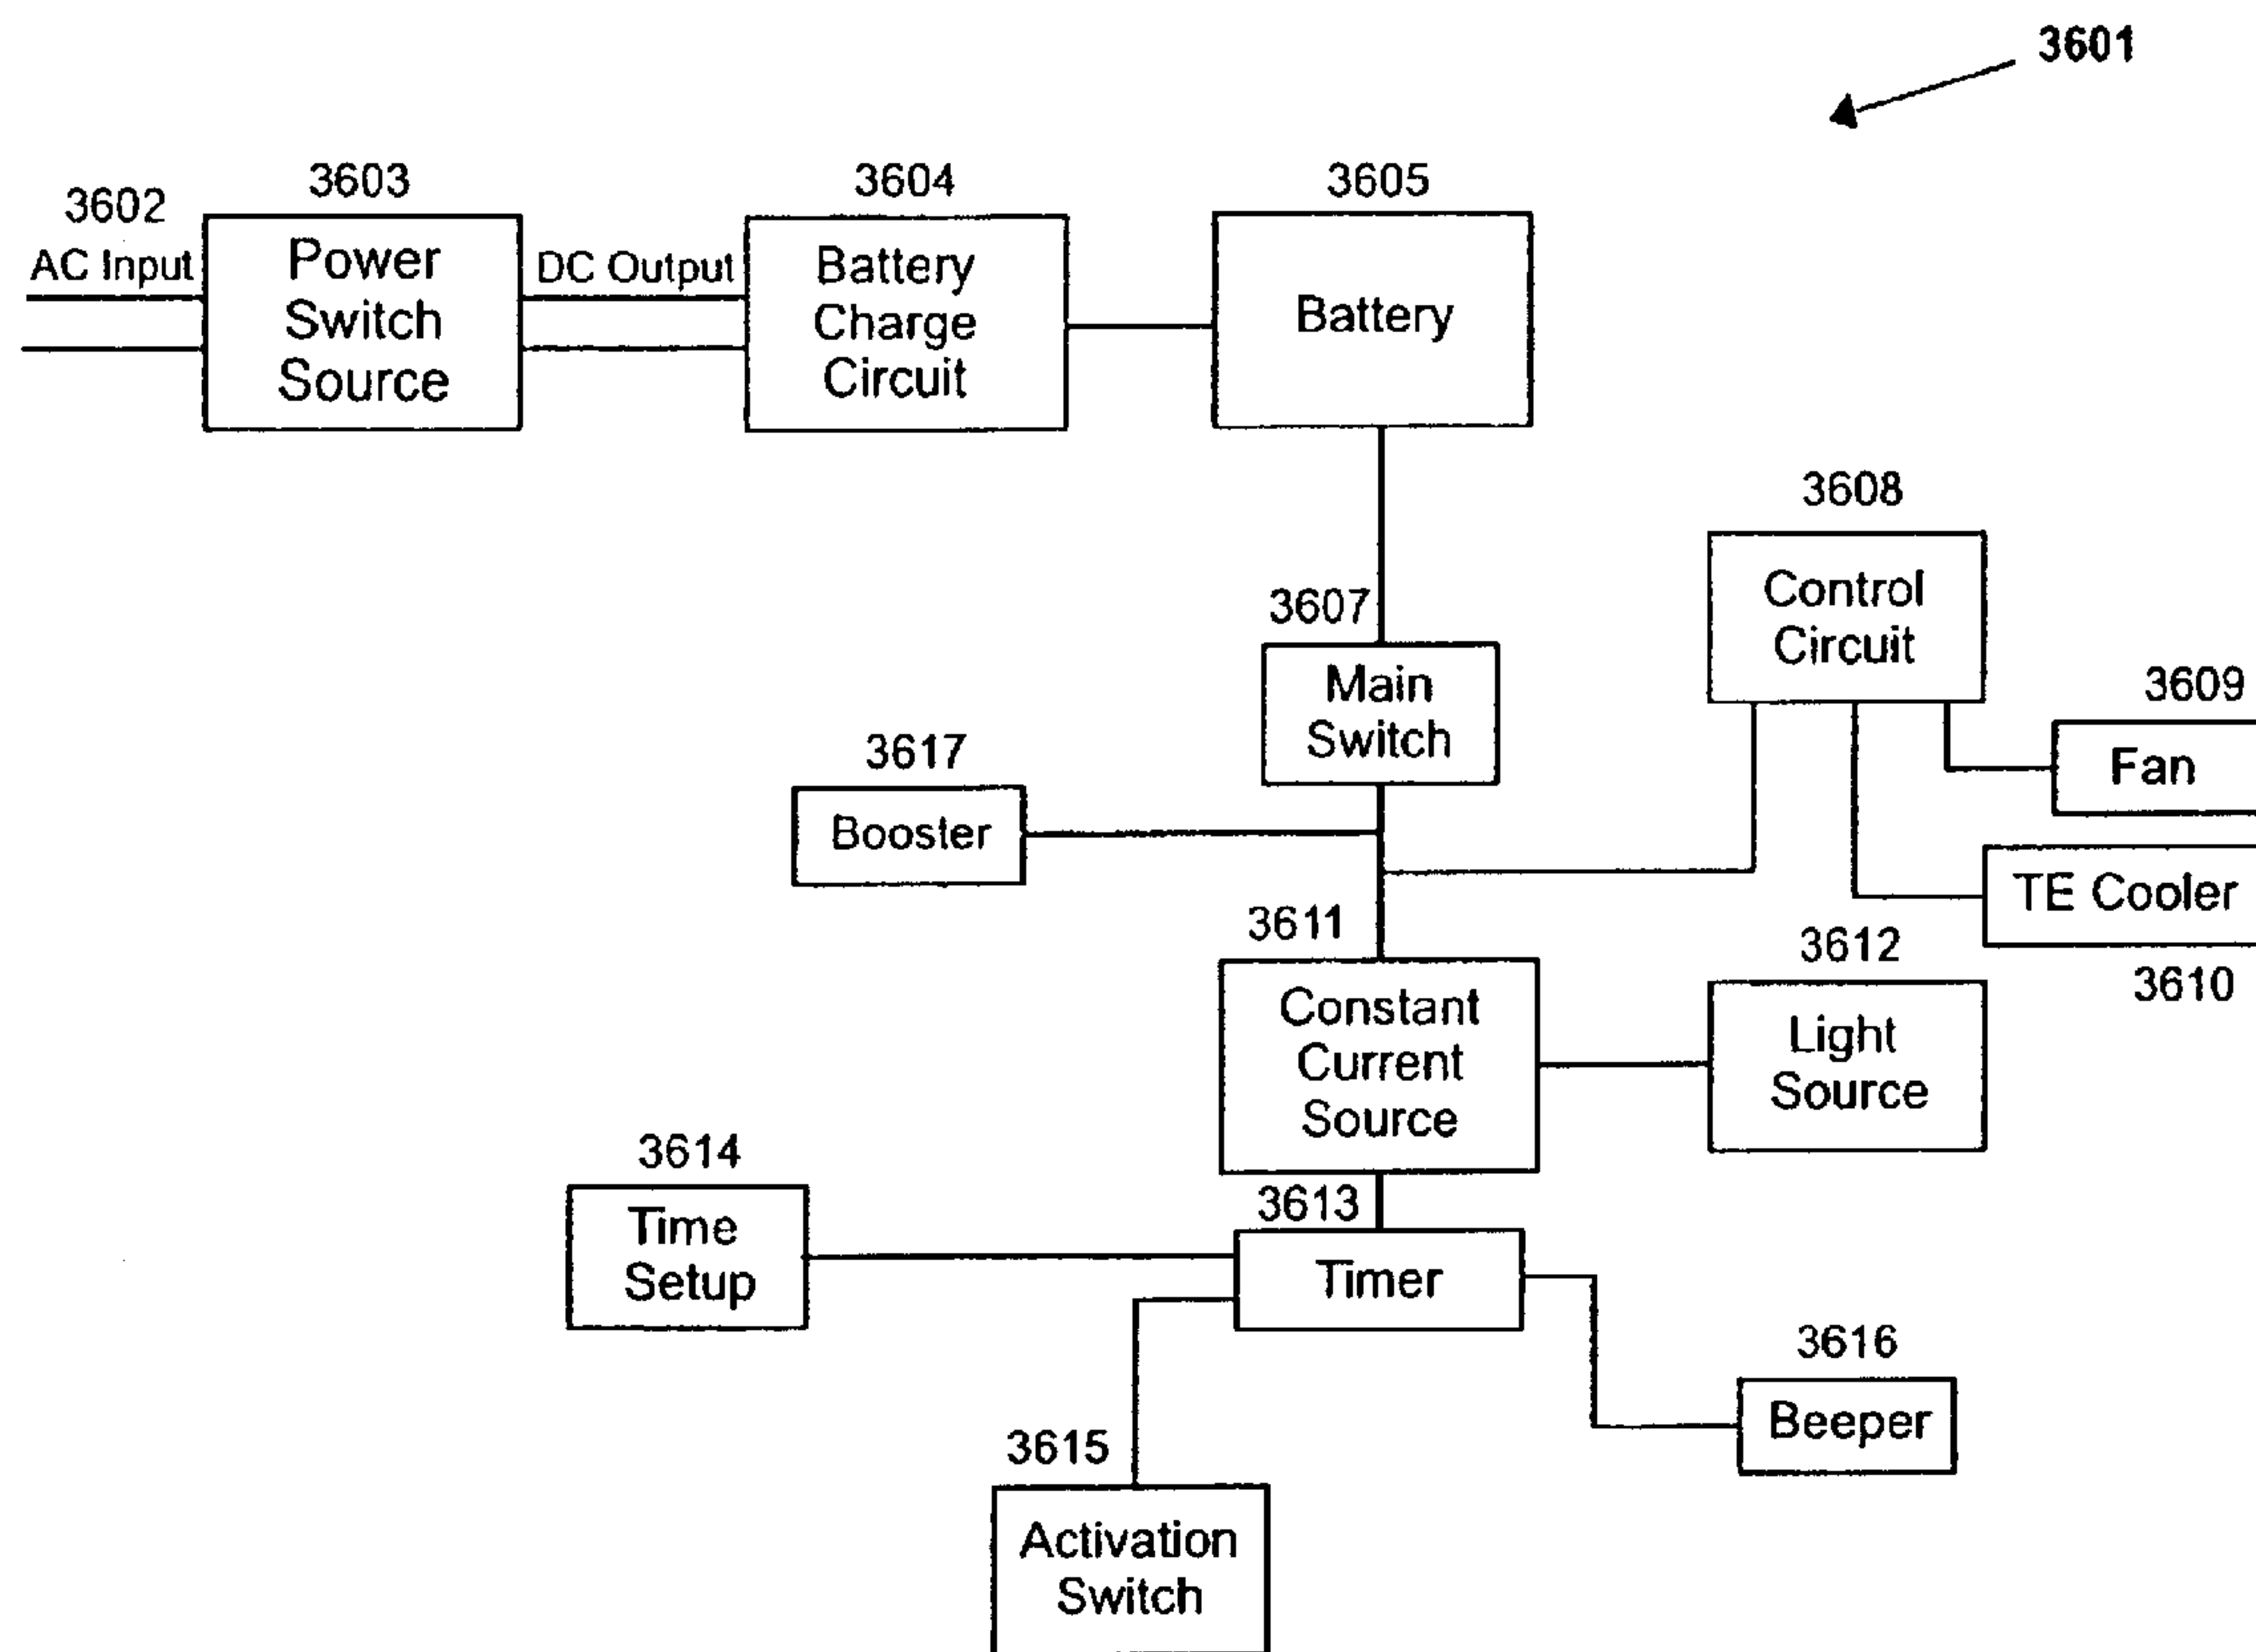 3601
3602
AC Input
3603
Power
Switch
Source
DC Output
3604
Battery
Charge
Circuit
3605
Battery
3607
Main
Switch
3608
Control
Circuit
3609
Fan
TE Cooler
3610
3617
Booster
3611
Constant
Current
Source
3612
Light
Source
3613
Timer
3614
Time
Setup
3615
Activation
Switch
3616
Beeper